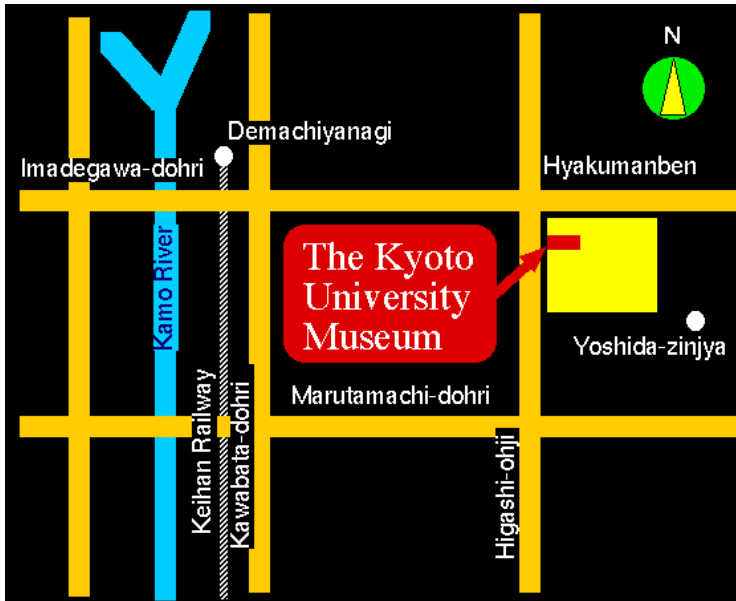 N
Demachiyanagi
Imadegawa-dohri
Hyakumanben
Kamo River
The Kyoto
University
Museum
Yoshida-zinjya
Keihan Railway
Kawabata-dohri
Marutamachi-dohri
Higashi-ohji